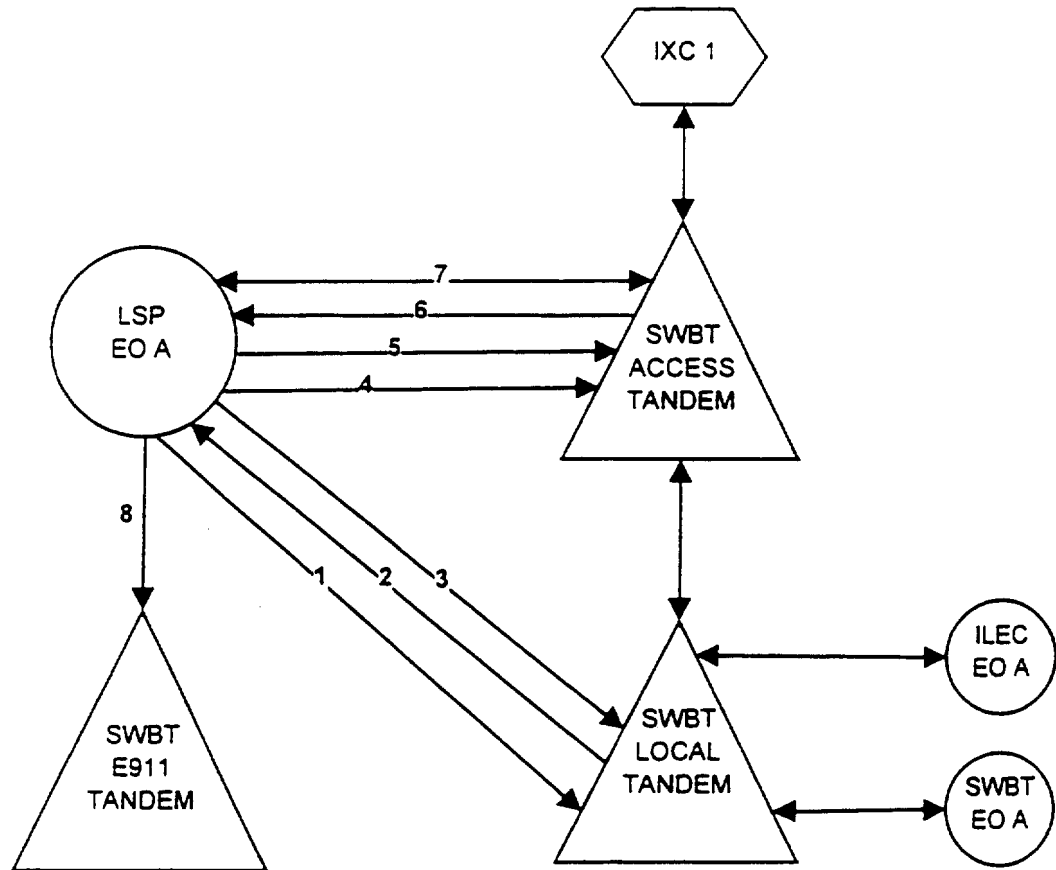 IXC 1
LSP
EO A
7
6
5
4
SWBT
ACCESS
TANDEM
8
1
2
3
SWBT
E911
TANDEM
SWBT
LOCAL
TANDEM
ILEC
EO A
SWBT
EO A